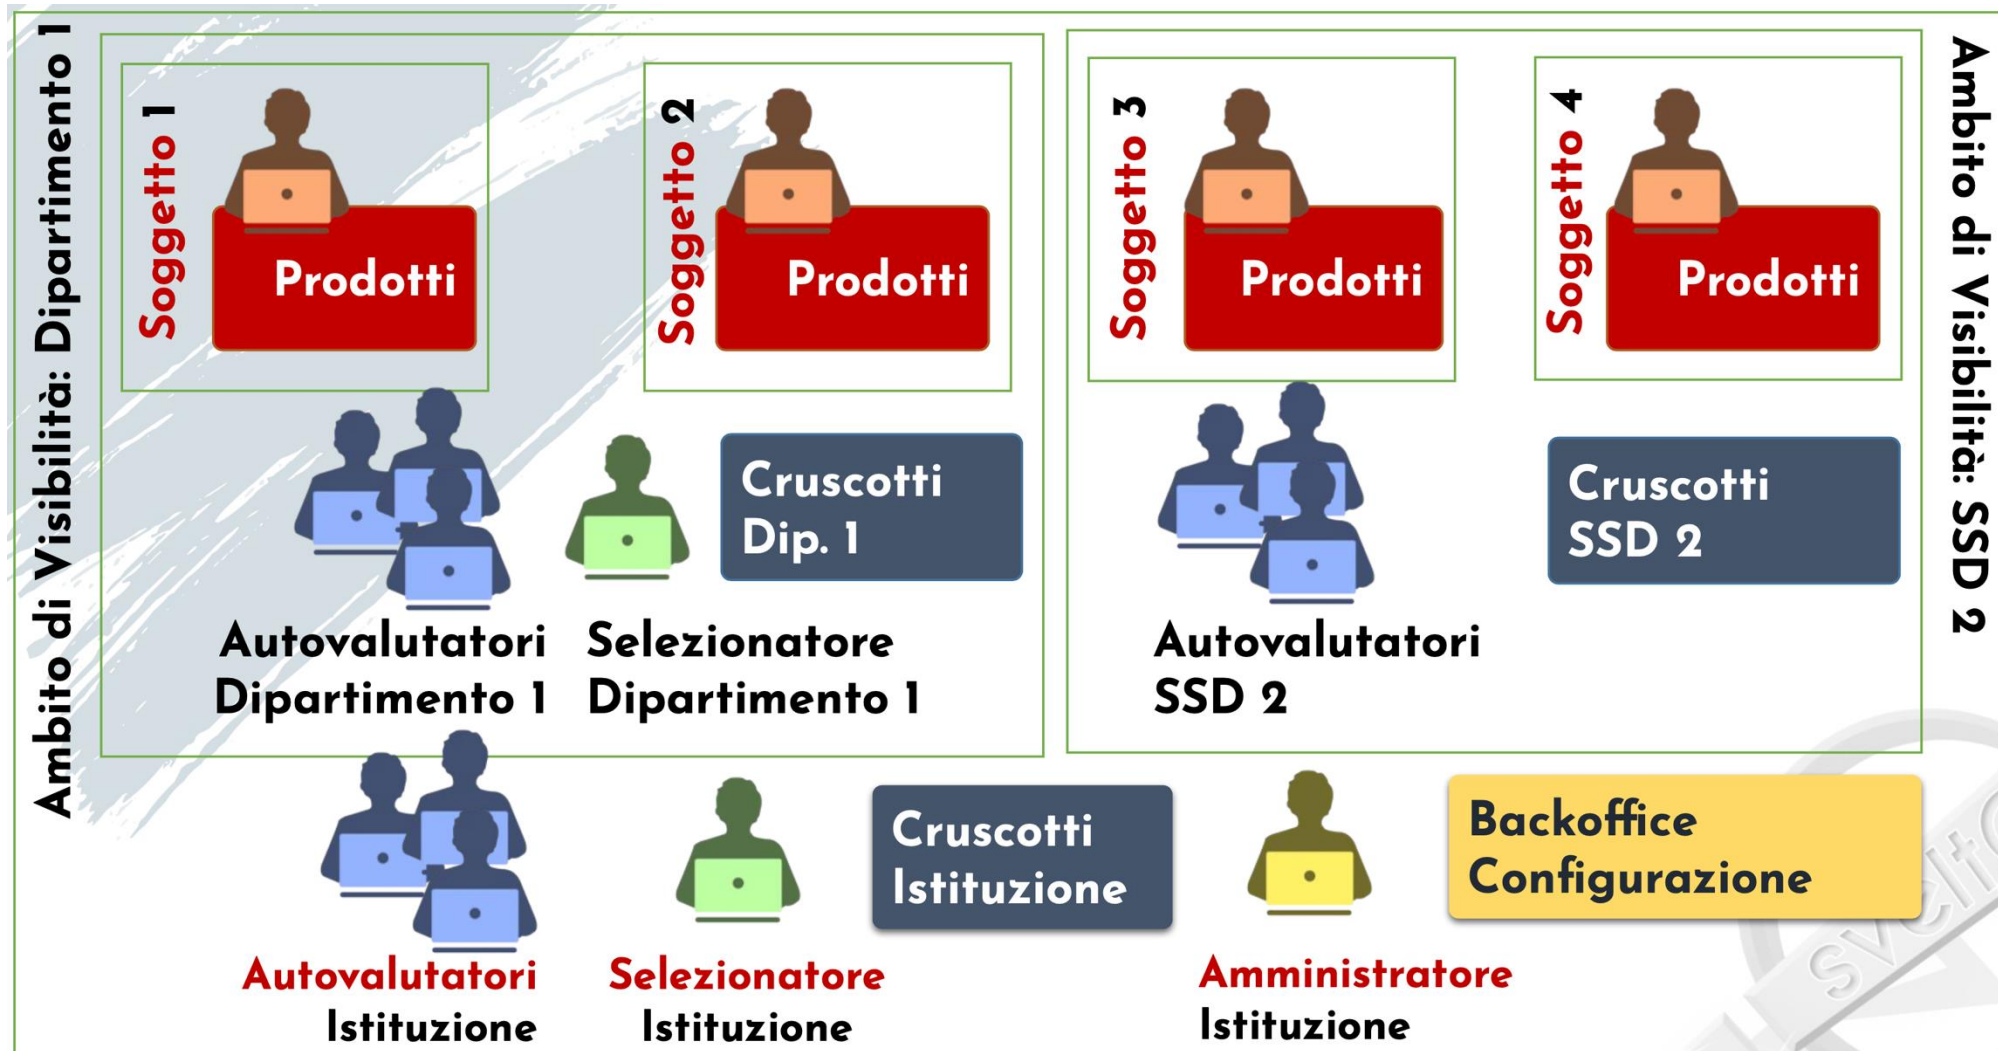 Ambito di Visibilità: Dipartimento 1
Soggetto 1
Prodotti
Soggetto 2
Prodotti
Autovalutatori
Dipartimento 1
Selezionatore
Dipartimento 1
Cruscotti
Dip. 1
Soggetto 3
Prodotti
Soggetto 4
Prodotti
Autovalutatori
SSD 2
Cruscotti
SSD 2
Ambito di Visibilità: SSD 2
Autovalutatori
Istituzione
Selezionatore
Istituzione
Cruscotti
Istituzione
Amministratore
Istituzione
Backoffice
Configurazione